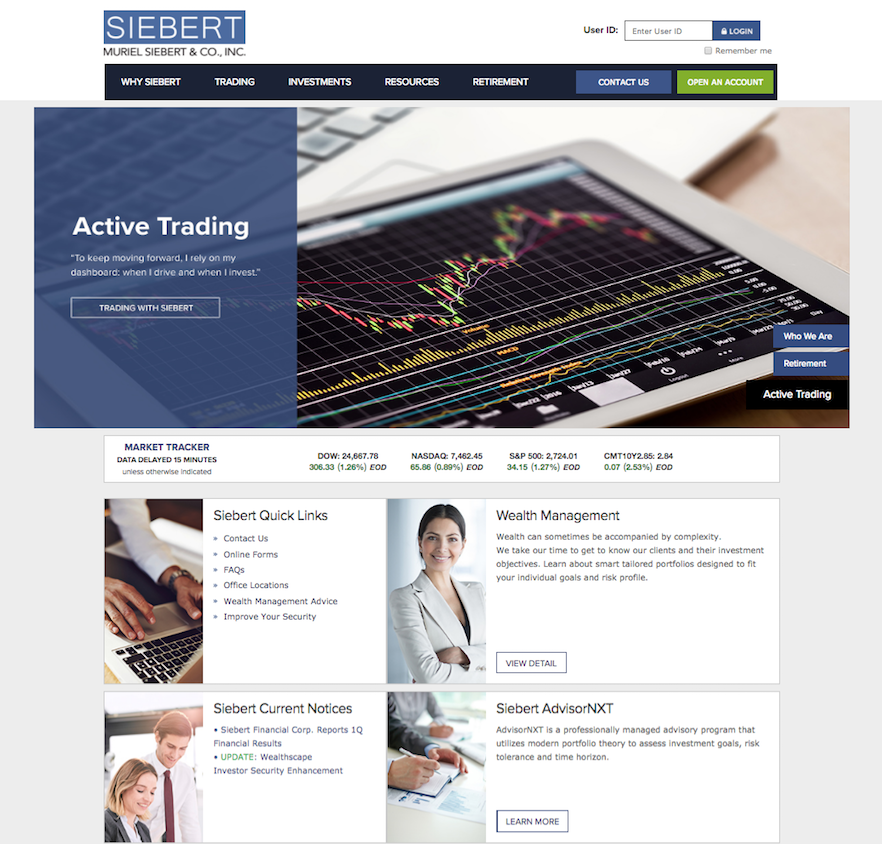 SIEBERT
MURIEL SIEBERT & CO., INC.
User ID:
Enter User ID
LOGIN
Remember me
WHY SIEBERT
TRADING
INVESTMENTS
RESOURCES
RETIREMENT
CONTACT US
OPEN AN ACCOUNT
Active Trading
"To keep moving forward, I rely on my
dashboard: when I drive and when I invest."
TRADING WITH SIEBERT
Volume
MACD
Logout
More
Day
Who We Are
Retirement
Active Trading
MARKET TRACKER
DATA DELAYED 15 MINUTES
unless otherwise indicated
DOW: 24,667.78
306.33 (1.26%) EOD
NASDAQ: 7,462.45
65.86 (0.89%) EOD
S&P 500: 2,724.01
34.15 (1.27%) EOD
CMT10Y2.85: 2.84
0.07 (2.53%) EOD
Siebert Quick Links
» Contact Us
» Online Forms
» FAQs
» Office Locations
» Wealth Management Advice
» Improve Your Security
Wealth Management
Wealth can sometimes be accompanied by complexity.
We take our time to get to know our clients and their investment
objectives. Learn about smart tailored portfolios designed to fit
your individual goals and risk profile.
VIEW DETAIL
Siebert Current Notices
• Siebert Financial Corp. Reports 1Q
Financial Results
• UPDATE: Wealthscape
Investor Security Enhancement
Siebert AdvisorNXT
AdvisorNXT is a professionally managed advisory program that
utilizes modern portfolio theory to assess investment goals, risk
tolerance and time horizon.
LEARN MORE